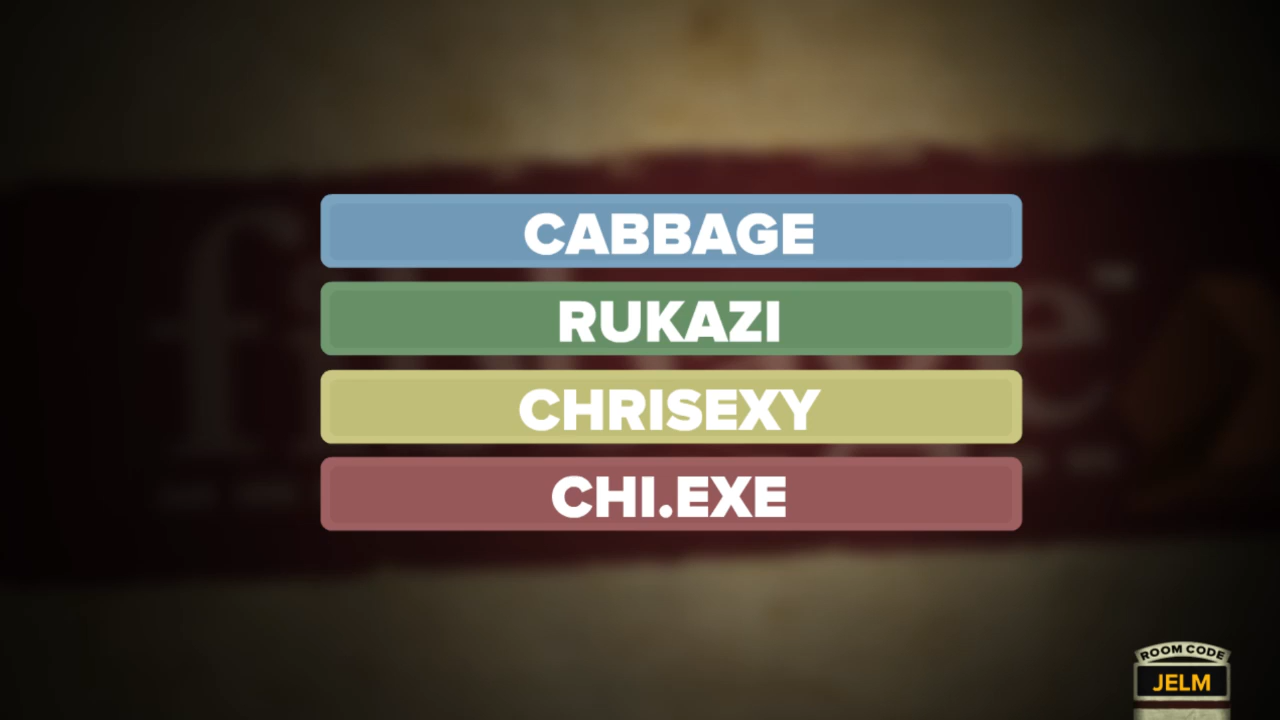 CABBAGE
RUKAZI
CHRISEXY
CHI.EXE
ROOM CODE
JELM